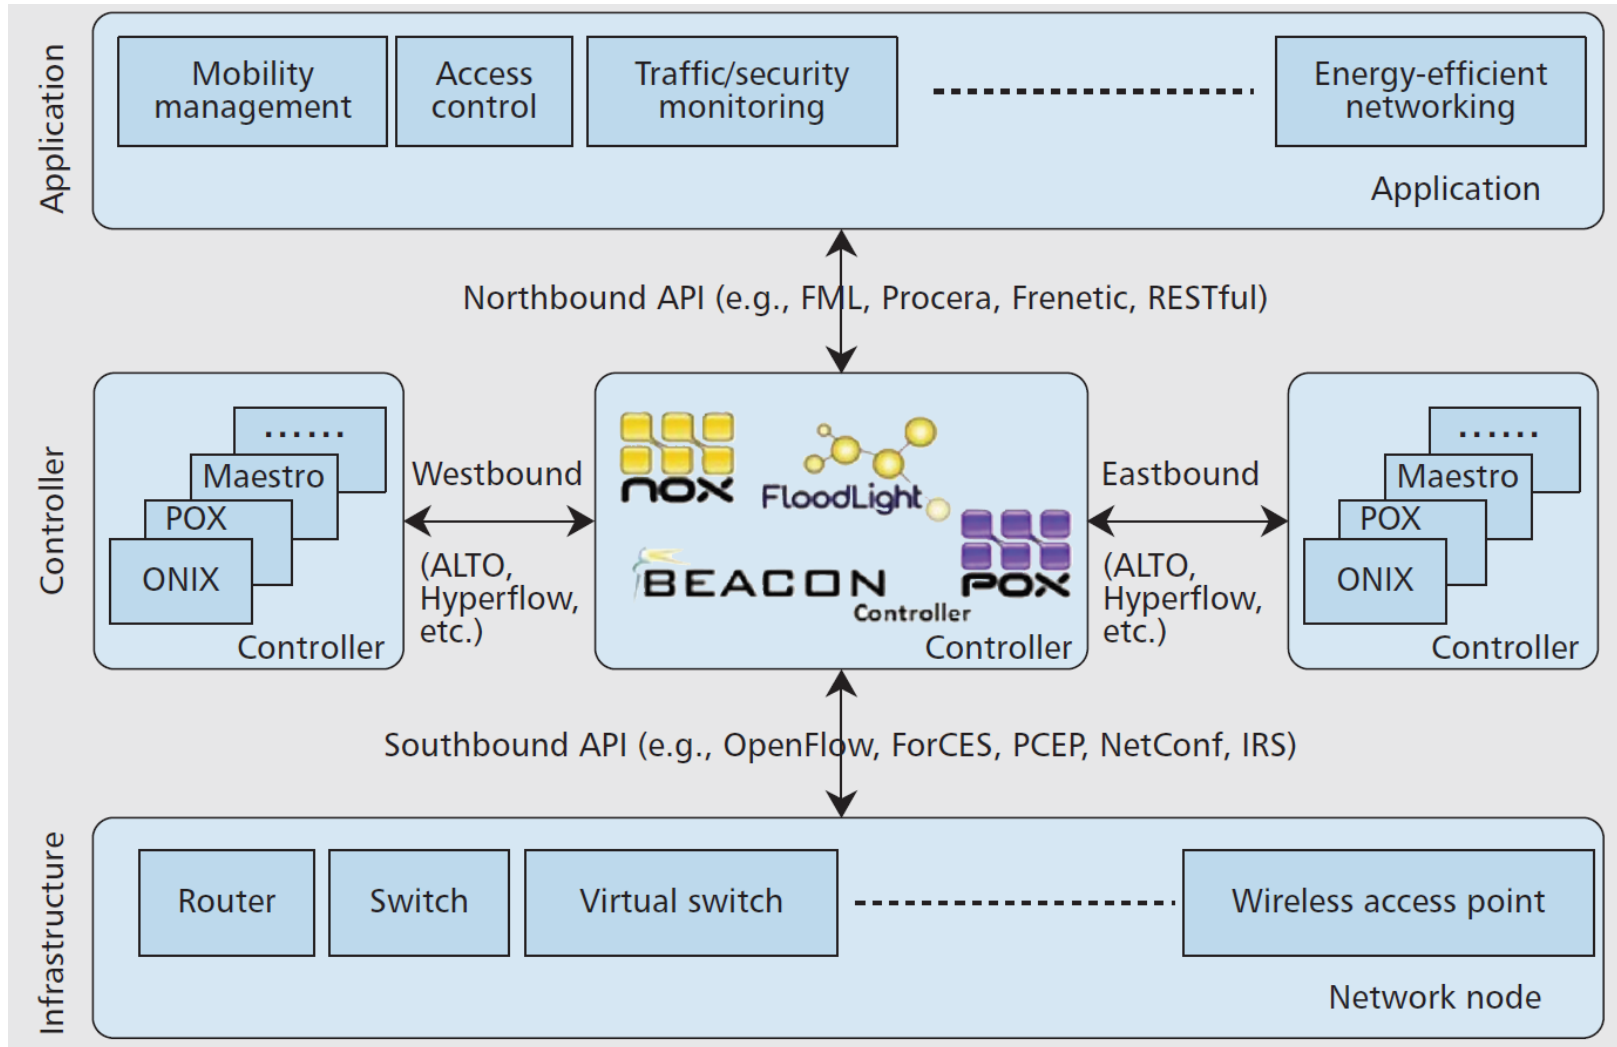 Application
Mobility
management
Access
control
Traffic/security
monitoring
Energy-efficient
networking
Application
Northbound API (e.g., FML, Procera, Frenetic, RESTful)
Controller
......
Maestro
POX
ONIX
Controller
Westbound
(ALTO,
Hyperflow,
etc.)
nox
FloodLight
BEACON
Controller
POX
Controller
Eastbound
(ALTO,
Hyperflow,
etc.)
......
Maestro
POX
ONIX
Controller
Southbound API (e.g., OpenFlow, ForCES, PCEP, NetConf, IRS)
Infrastructure
Router
Switch
Virtual switch
Wireless access point
Network node